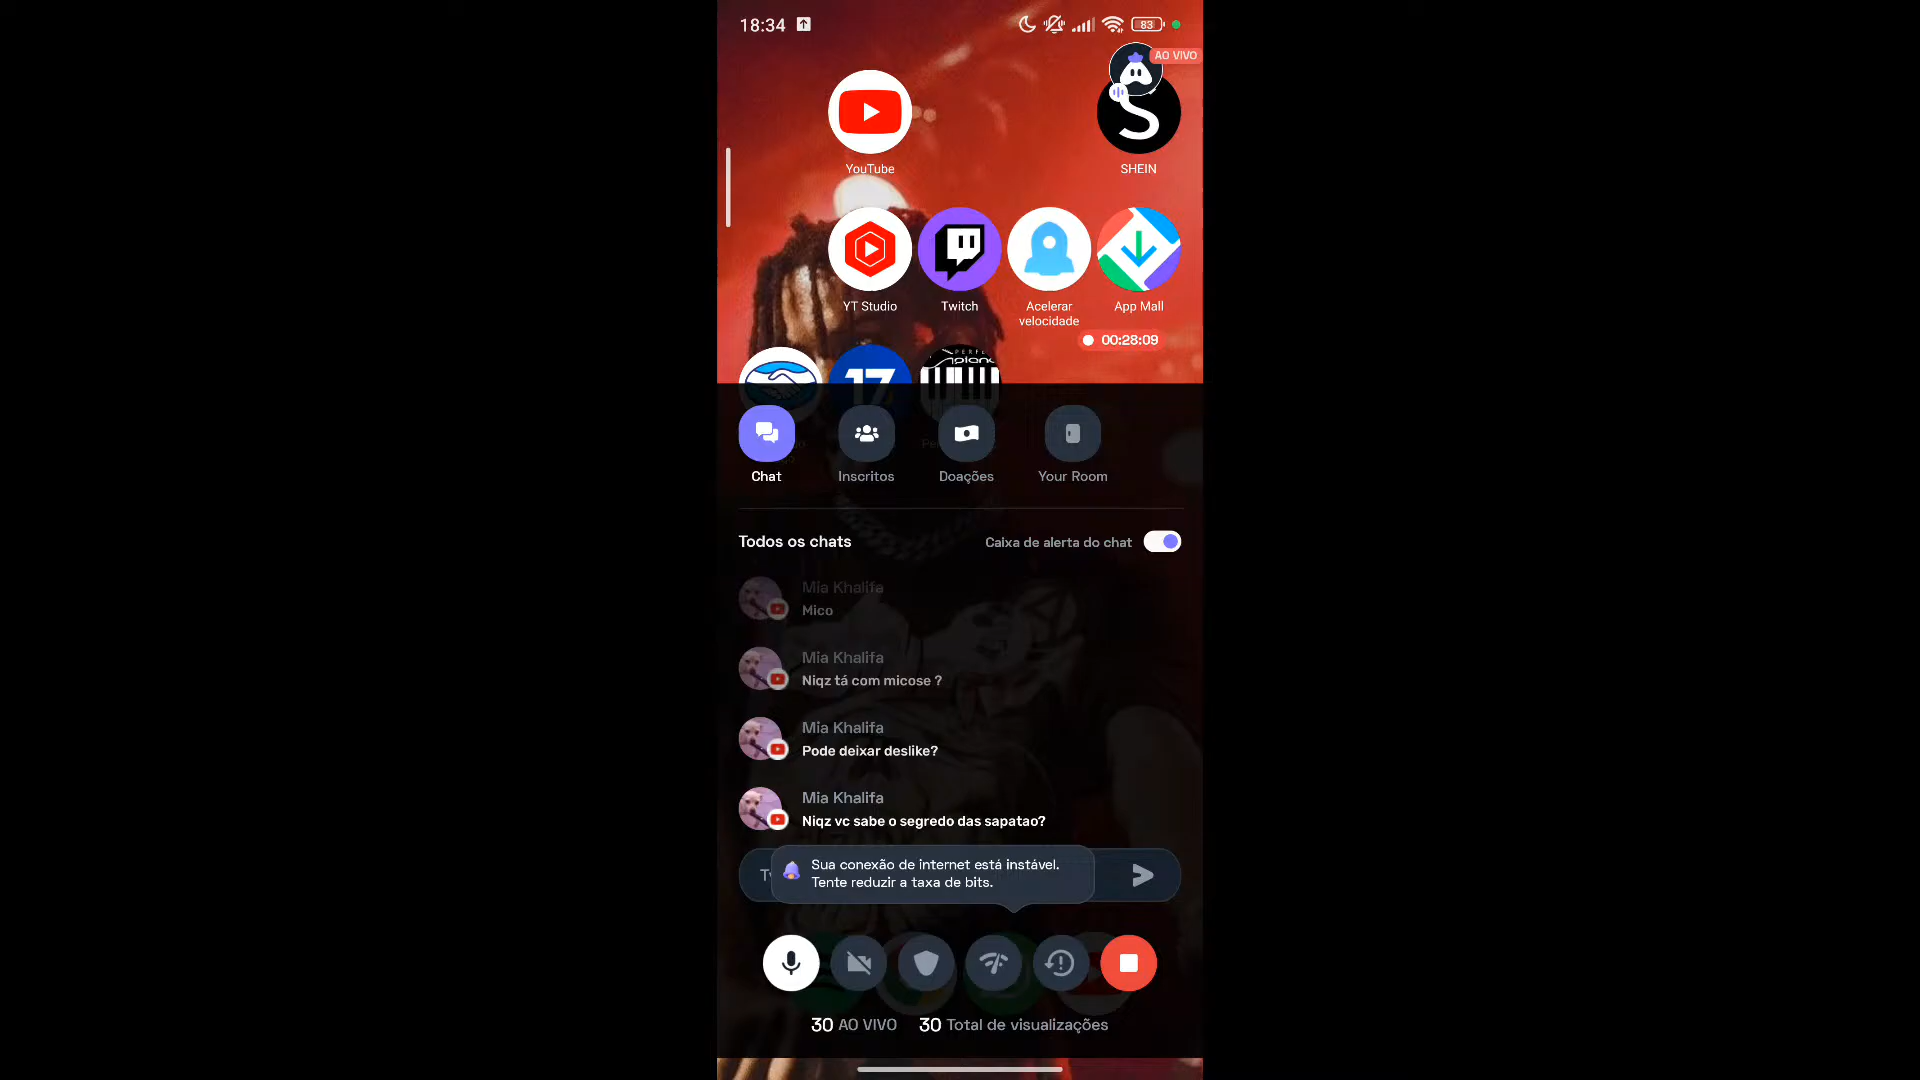 18:34
83
AO VIVO
YouTube
SHEIN
YT Studio
Twitch
Acelerar
velocidade
App Mall
00:28:09
17
Chat
Inscritos
Doações
Your Room
Todos os chats
Caixa de alerta do chat
Mia Khalifa
Mico
Mia Khalifa
Niqz tá com micose ?
Mia Khalifa
Pode deixar deslike?
Mia Khalifa
Niqz vc sabe o segredo das sapatao?
Sua conexão de internet está instável.
Tente reduzir a taxa de bits.
30 AO VIVO
30 Total de visualizações